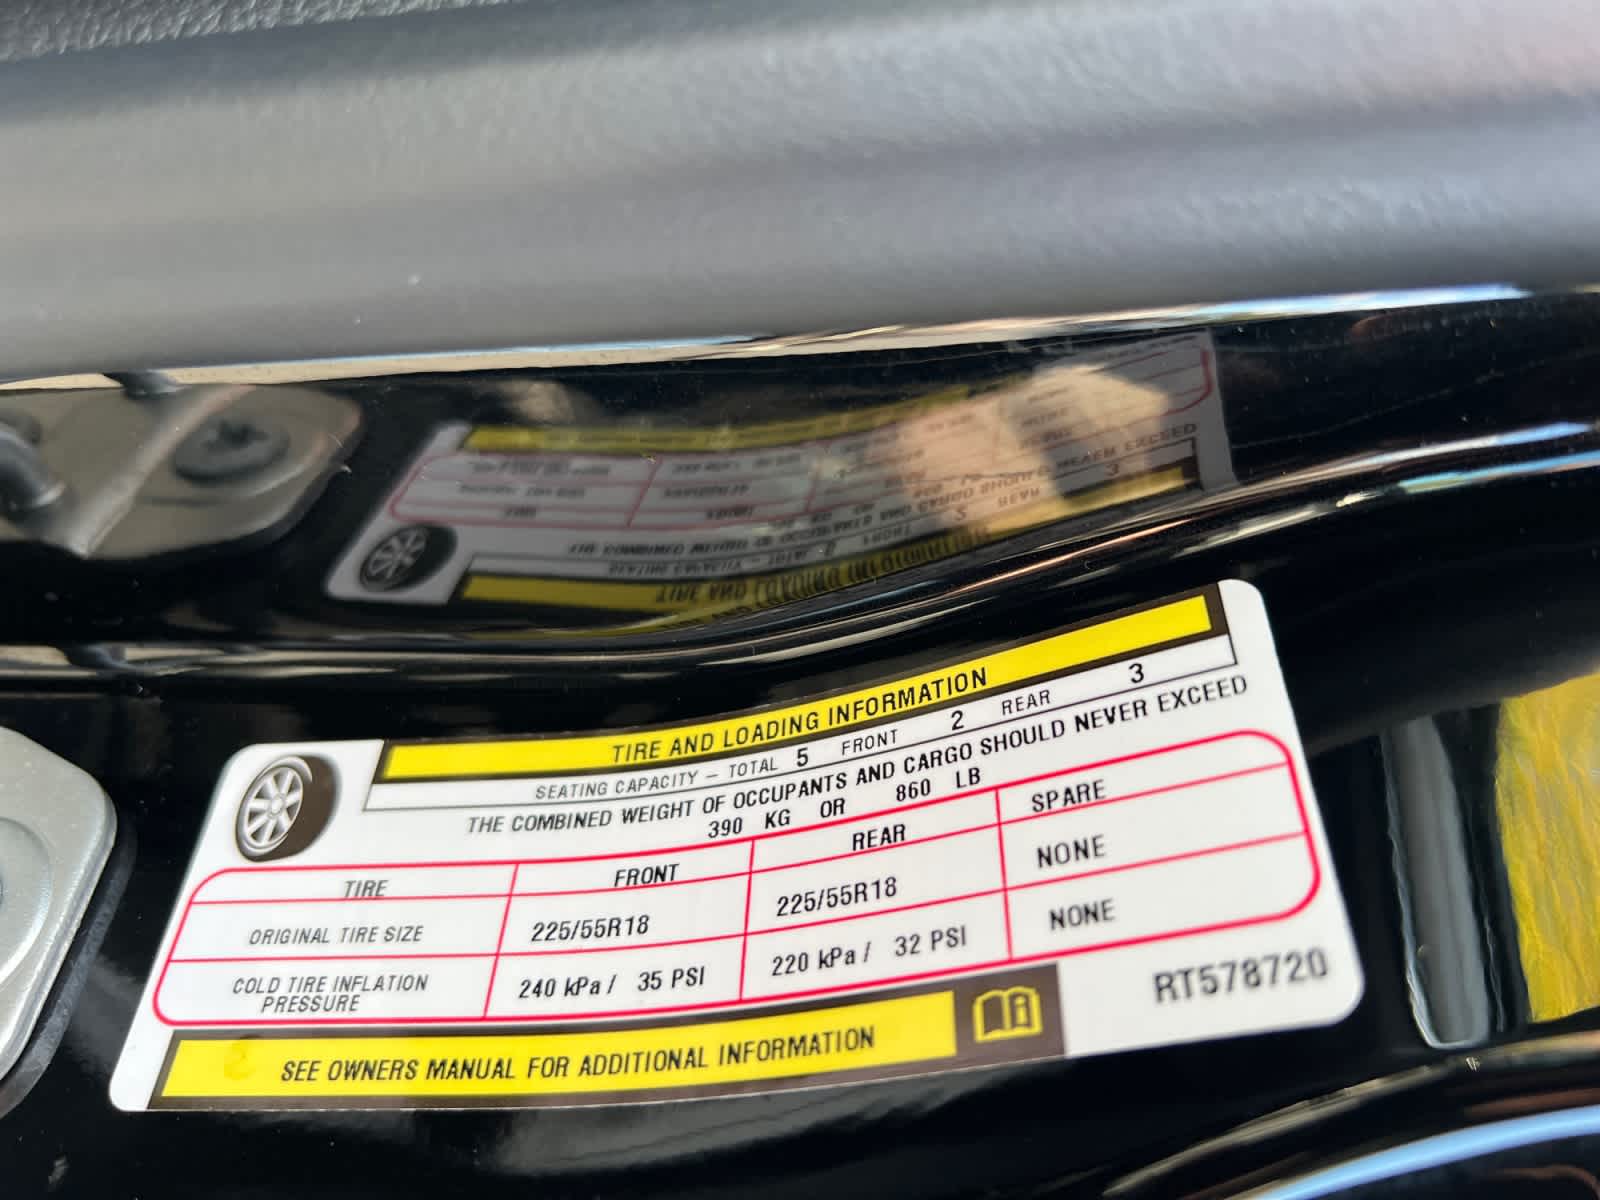 TIRE AND LOADING INFORMATION
SEATING CAPACITY – TOTAL 5 FRONT 2 REAR 3
THE COMBINED WEIGHT OF OCCUPANTS AND CARGO SHOULD NEVER EXCEED
390 KG OR 860 LB
TIRE FRONT REAR SPARE
ORIGINAL TIRE SIZE 225/55R18 225/55R18 NONE
COLD TIRE INFLATION PRESSURE 240 kPa / 35 PSI 220 kPa / 32 PSI NONE
SEE OWNERS MANUAL FOR ADDITIONAL INFORMATION
RT578720